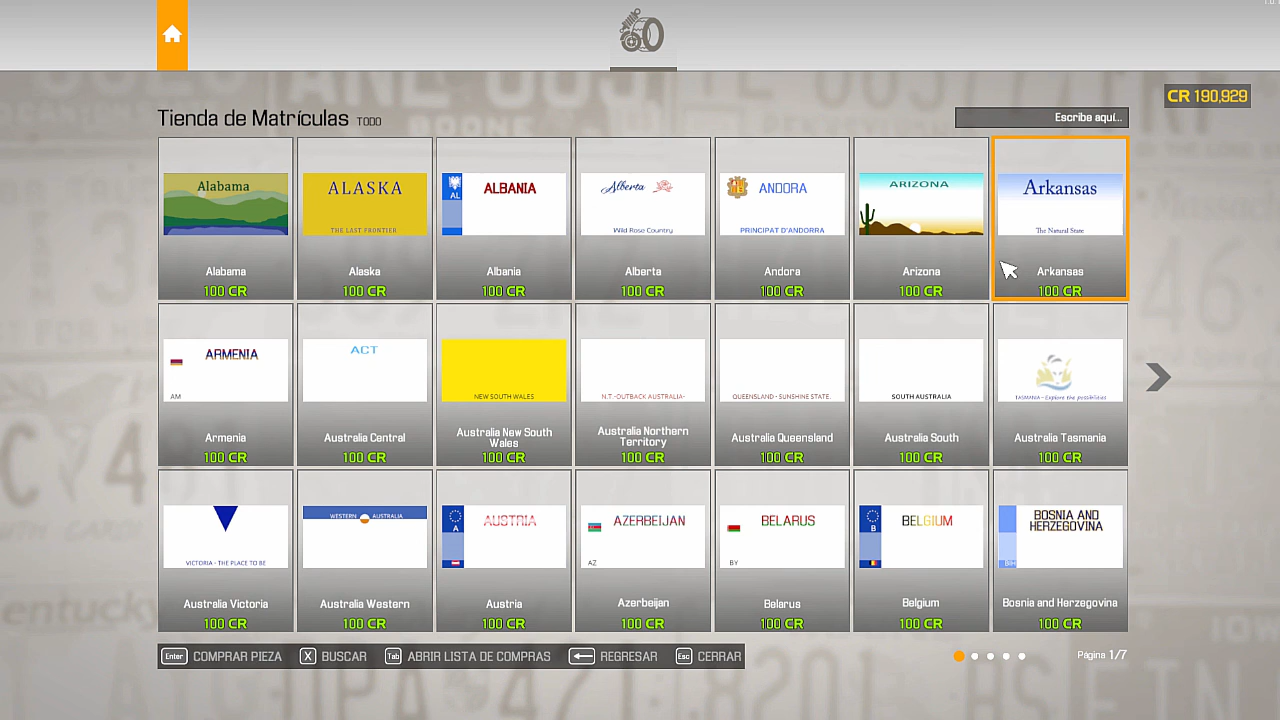 CR 190,929
Tienda de Matrículas TODO
Escribe aquí...
Alabama
ALASKA
THE LAST FRONTIER
AL
ALBANIA
Alberta
Wild Rose Country
ANDORA
PRINCIPAT D'ANDORRA
ARIZONA
Arkansas
The Natural State
Alabama
Alaska
Albania
Alberta
Andora
Arizona
Arkansas
100 CR
100 CR
100 CR
100 CR
100 CR
100 CR
100 CR
ARMENIA
AM
ACT
NEW SOUTH WALES
N.T. -OUTBACK AUSTRALIA-
QUEENSLAND - SUNSHINE STATE.
SOUTH AUSTRALIA
TASMANIA - Explore the possibilities
Armenia
Australia Central
Australia New South
Wales
Australia Northern
Territory
Australia Queensland
Australia South
Australia Tasmania
100 CR
100 CR
100 CR
100 CR
100 CR
100 CR
100 CR
VICTORIA - THE PLACE TO BE
WESTERN AUSTRALIA
A
AUSTRIA
AZERBEIJAN
AZ
BELARUS
BY
B
BELGIUM
BOSNIA AND
HERZEGOVINA
BIH
Australia Victoria
Australia Western
Austria
Azerbeijan
Belarus
Belgium
Bosnia and Herzegovina
100 CR
100 CR
100 CR
100 CR
100 CR
100 CR
100 CR
Enter COMPRAR PIEZA
X BUSCAR
Tab ABRIR LISTA DE COMPRAS
REGRESAR
Esc CERRAR
Página 1/7